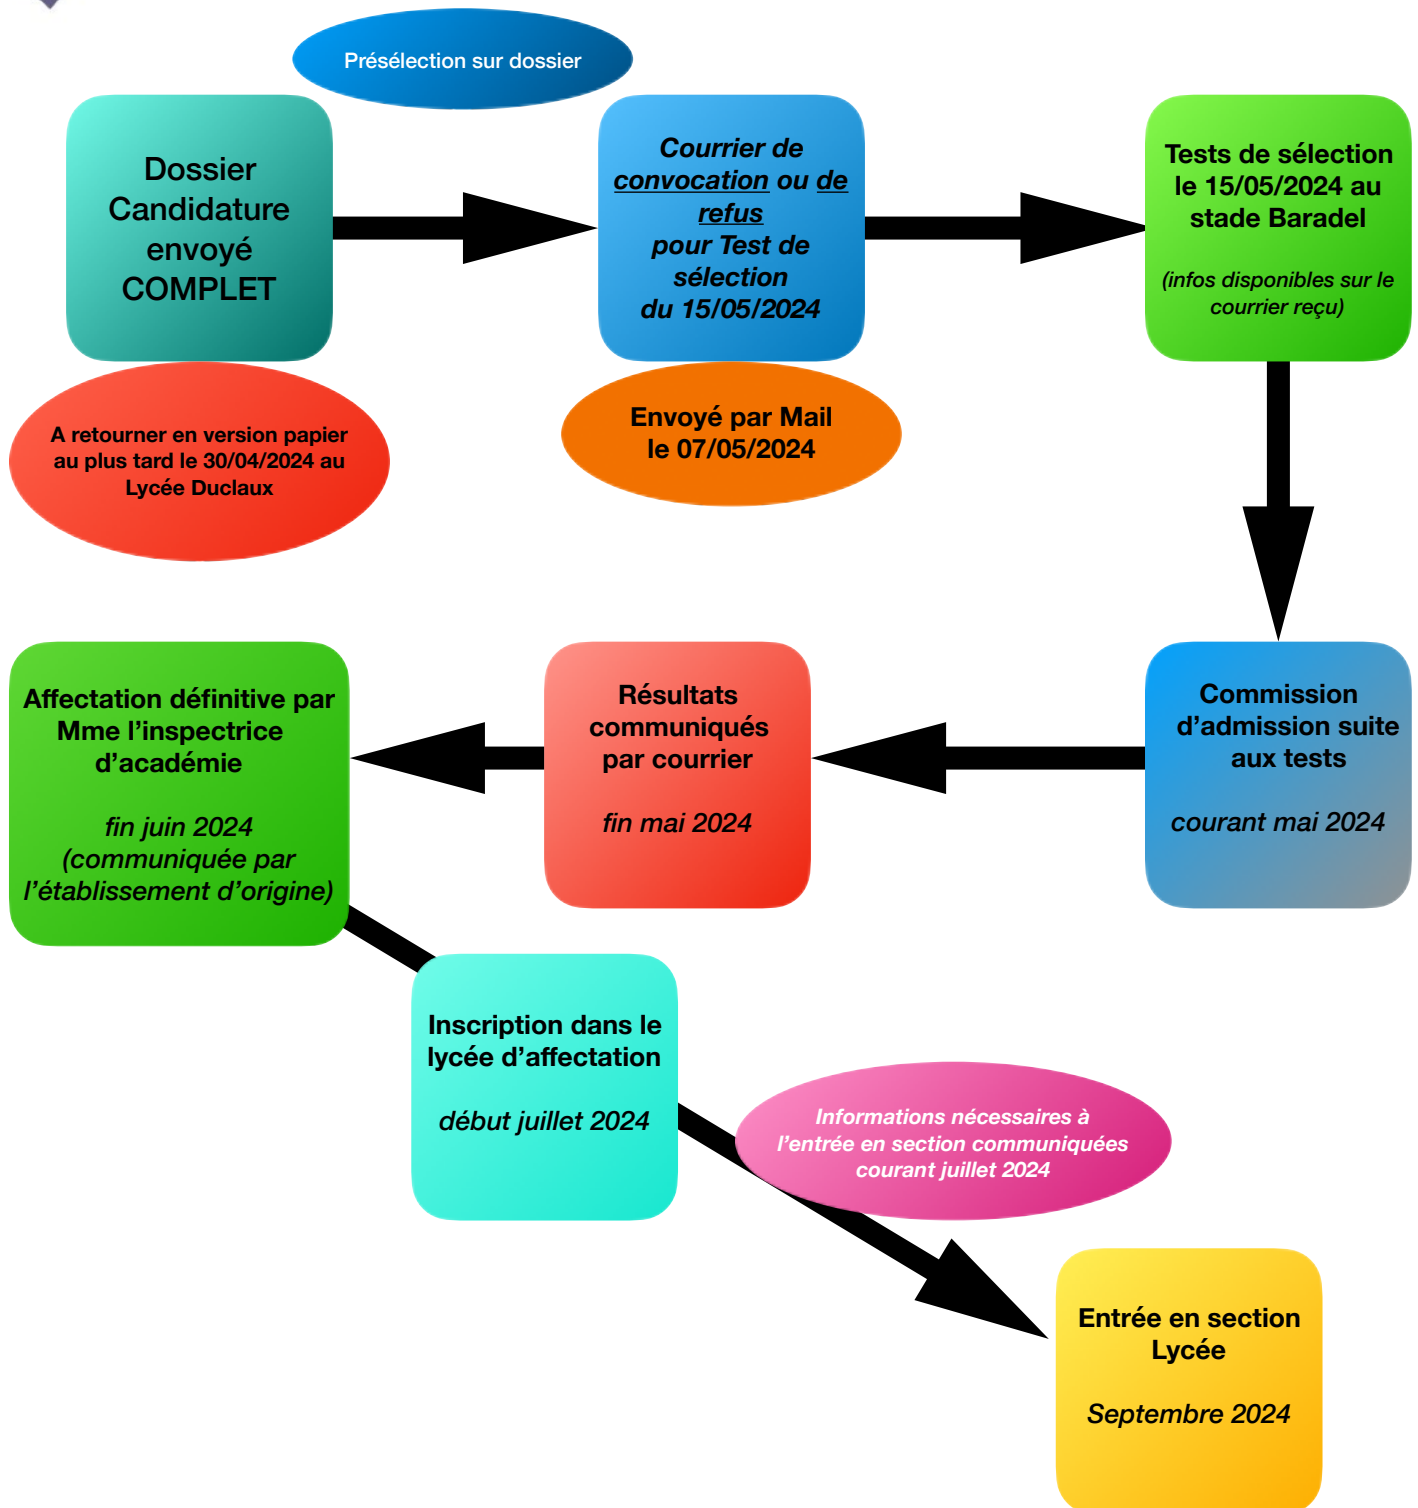 Présélection sur dossier
Dossier
Candidature
envoyé
COMPLET
Courrier de
convocation ou de
refus
pour Test de
sélection
du 15/05/2024
Tests de sélection
le 15/05/2024 au
stade Baradel
(infos disponibles sur le
courrier reçu)
A retourner en version papier
au plus tard le 30/04/2024 au
Lycée Duclaux
Envoyé par Mail
le 07/05/2024
Affectation définitive par
Mme l’inspectrice
d’académie
fin juin 2024
(communiquée par
l’établissement d’origine)
Résultats
communiqués
par courrier
fin mai 2024
Commission
d’admission suite
aux tests
courant mai 2024
Inscription dans le
lycée d’affectation
début juillet 2024
Informations nécessaires à
l’entrée en section communiquées
courant juillet 2024
Entrée en section
Lycée
Septembre 2024